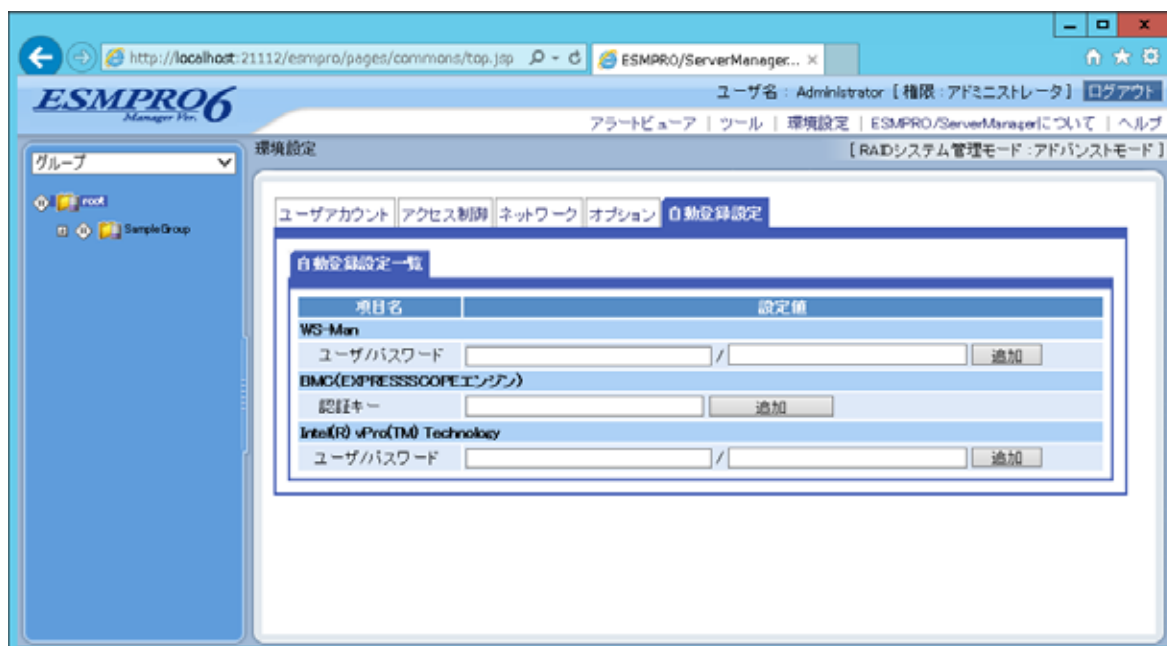 http://localhost:21112/esmpro/pages/commons/top.jsp
ESMPRO/ServerManager...
ESMPRO6
Manager Ver.
ユーザ名 : Administrator [ 権限 : アドミニストレータ ] ログアウト
アラートビューア | ツール | 環境設定 | ESMPRO/ServerManagerについて | ヘルプ
グループ
環境設定
[ RAIDシステム管理モード : アドバンストモード ]
root
SampleGroup
ユーザアカウント アクセス制御 ネットワーク オプション 自動登録設定
自動登録設定一覧
項目名 設定値
WS-Man
ユーザ/パスワード / 追加
BMC(EXPRESSSCOPEエンジン)
認証キー 追加
Intel(R) vPro(TM) Technology
ユーザ/パスワード / 追加